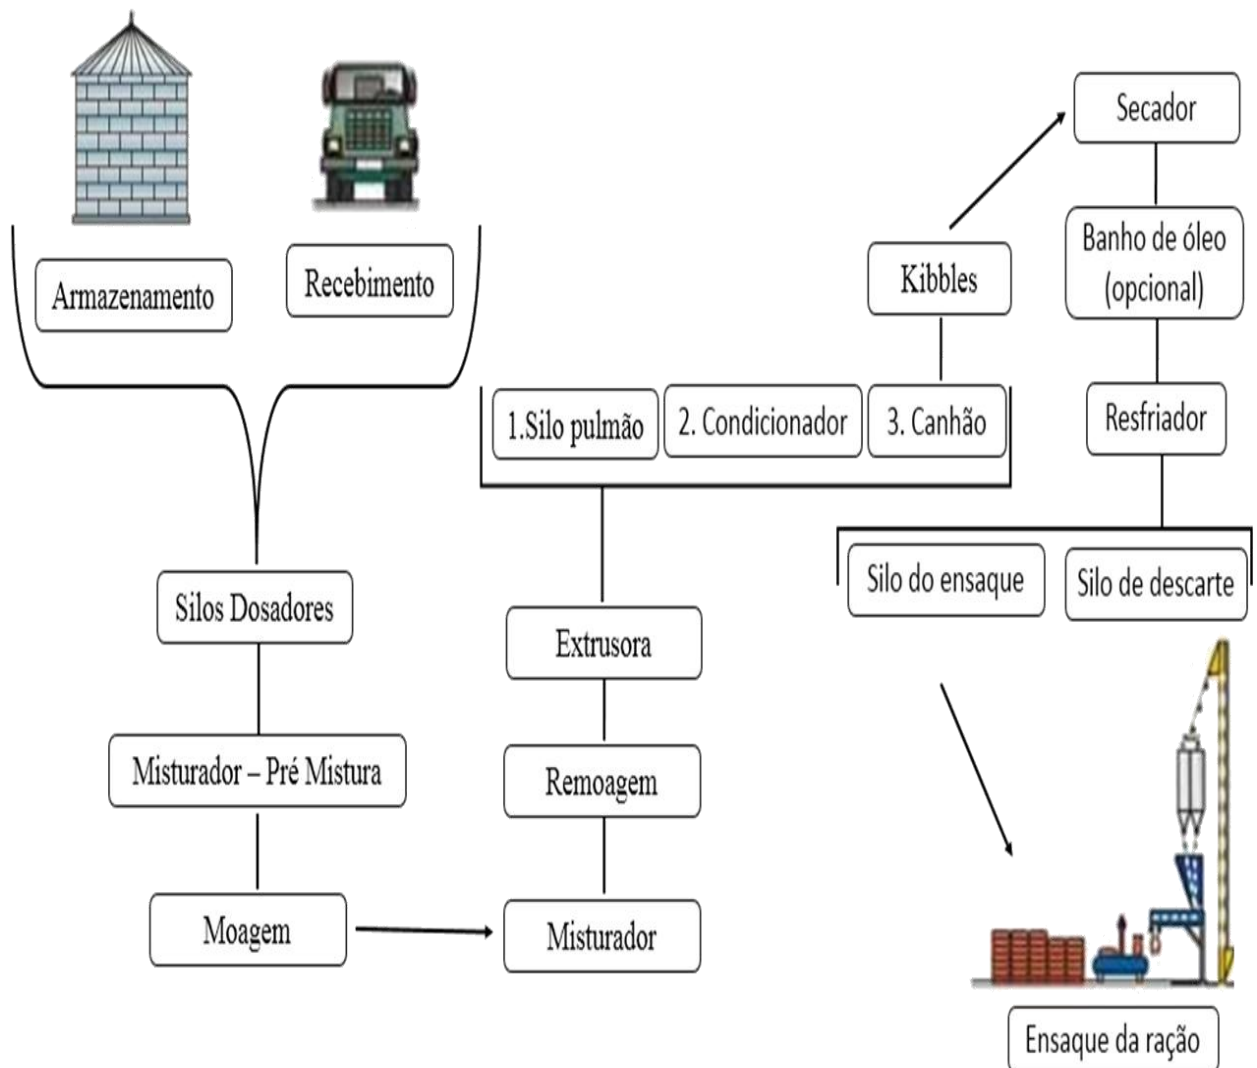 Armazenamento
Recebimento
Silos Dosadores
Misturador – Pré Mistura
Moagem
Misturador
Remoagem
Extrusora
1.Silo pulmão
2. Condicionador
3. Canhão
Kibbles
Secador
Banho de óleo
(opcional)
Resfriador
Silo do ensaque
Silo de descarte
Ensaque da ração